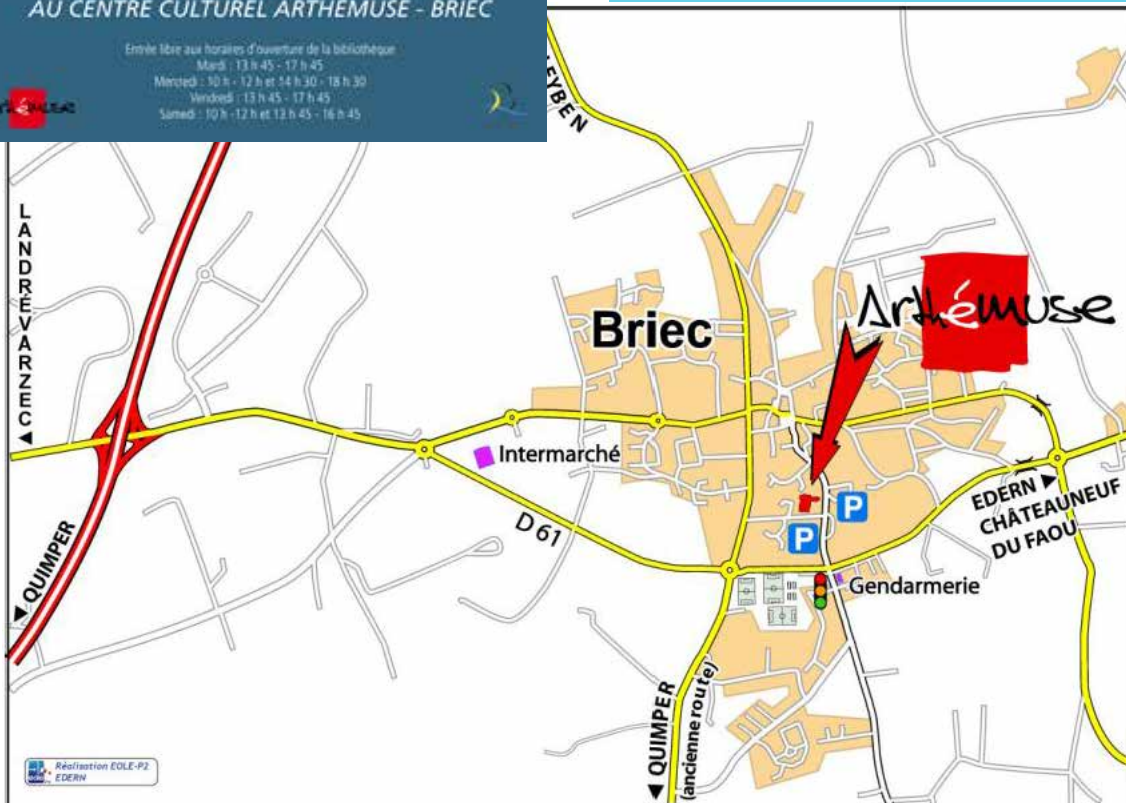 AU CENTRE CULTUREL ARTHEMUSE - BRIEC
Entrée libre aux horaires d'ouverture de la bibliothèque
Mardi : 13 h 45 - 17 h 45
Mercredi : 10 h - 12 h et 14 h 30 - 18 h 30
Vendredi : 13 h 45 - 17 h 45
Samedi : 10 h -12 h et 13 h 45 - 16 h 45
Arthémuse
EYBEN
LANDRÉVARZEC
Arthémuse
Briec
Intermarché
D 61
P
P
EDERN
CHÂTEAUNEUF
DU FAOU
QUIMPER
Gendarmerie
QUIMPER
(ancienne route)
Réalisation EOLE-P2
EDERN